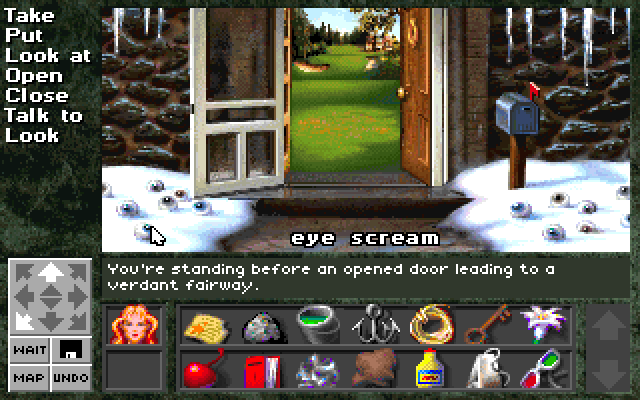 Take
Put
Look at
Open
Close
Talk to
Look
eye scream
You're standing before an opened door leading to a
verdant fairway.
WAIT
MAP
UNDO